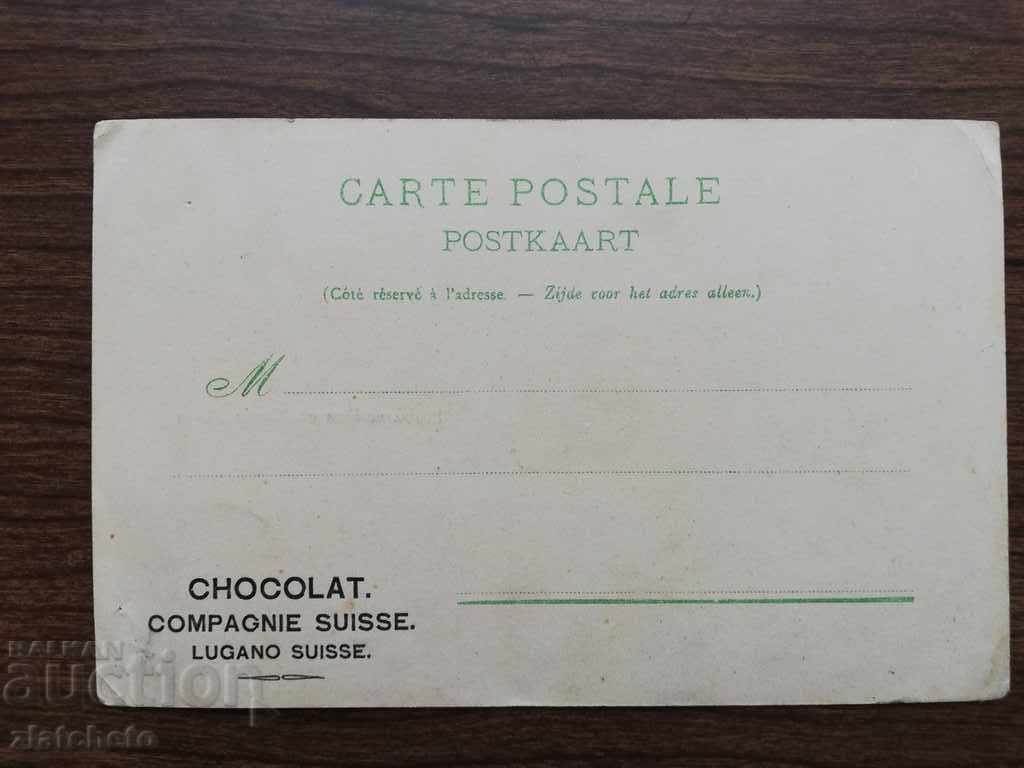 CARTE POSTALE
POSTKAART
(Côté réservé à l'adresse. — Zijde voor het adres alleen.)
M
CHOCOLAT.
COMPAGNIE SUISSE.
LUGANO SUISSE.
BALKAN
auction
zlatcheto